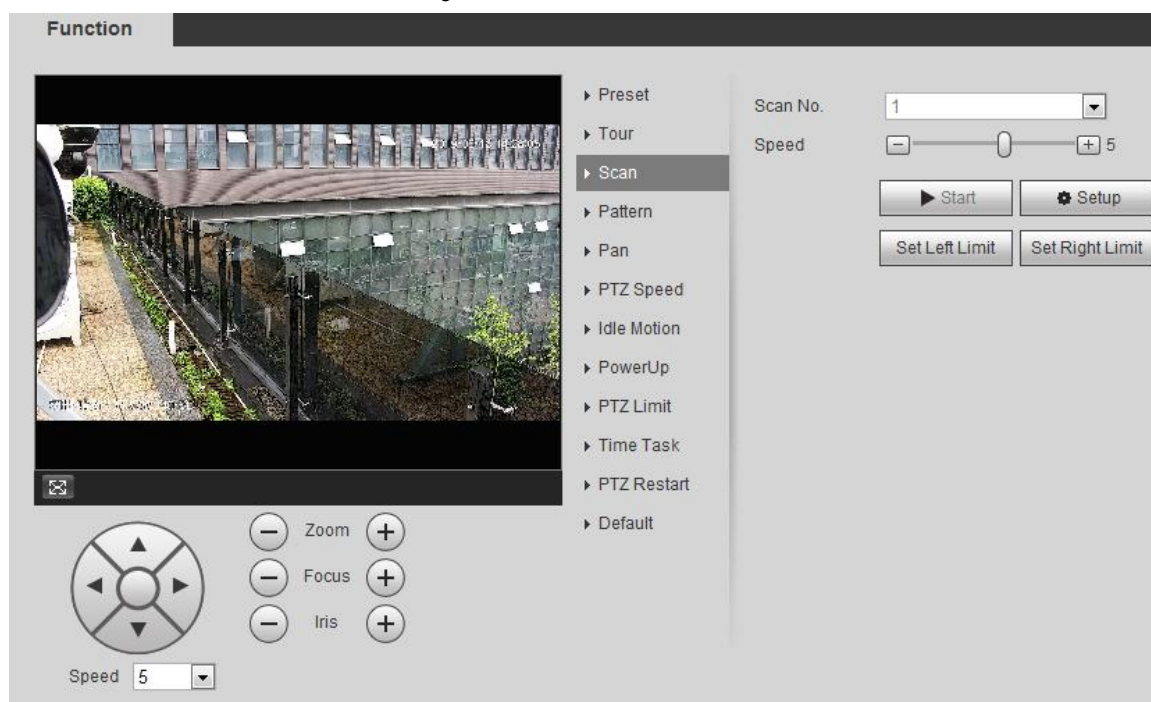 Function
Preset
Tour
Scan
Pattern
Pan
PTZ Speed
Idle Motion
PowerUp
PTZ Limit
Time Task
PTZ Restart
Default
Scan No. 1
Speed 5
Start Setup
Set Left Limit Set Right Limit
Zoom
Focus
Iris
Speed 5